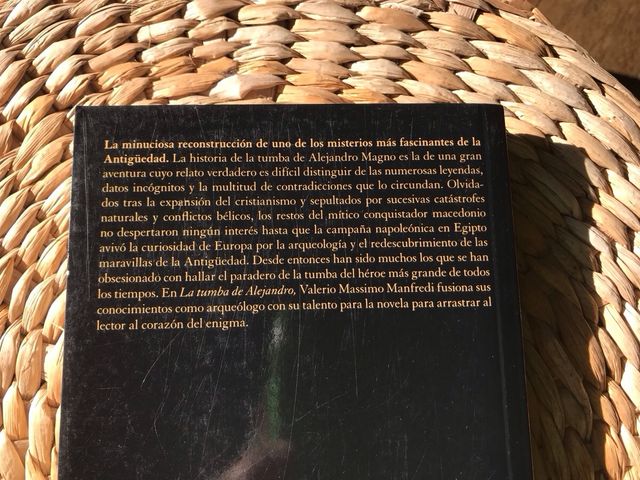 La minuciosa reconstrucción de uno de los misterios más fascinantes de la
Antigüedad. La historia de la tumba de Alejandro Magno es la de una gran
aventura cuyo relato verdadero es difícil distinguir de las numerosas leyendas,
datos incógnitos y la multitud de contradicciones que lo circundan. Olvida-
dos tras la expansión del cristianismo y sepultados por sucesivas catástrofes
naturales y conflictos bélicos, los restos del mítico conquistador macedonio
no despertaron ningún interés hasta que la campaña napoleónica en Egipto
avivó la curiosidad de Europa por la arqueología y el redescubrimiento de las
maravillas de la Antigüedad. Desde entonces han sido muchos los que se han
obsesionado con hallar el paradero de la tumba del héroe más grande de todos
los tiempos. En La tumba de Alejandro, Valerio Massimo Manfredi fusiona sus
conocimientos como arqueólogo con su talento para la novela para arrastrar al
lector al corazón del enigma.